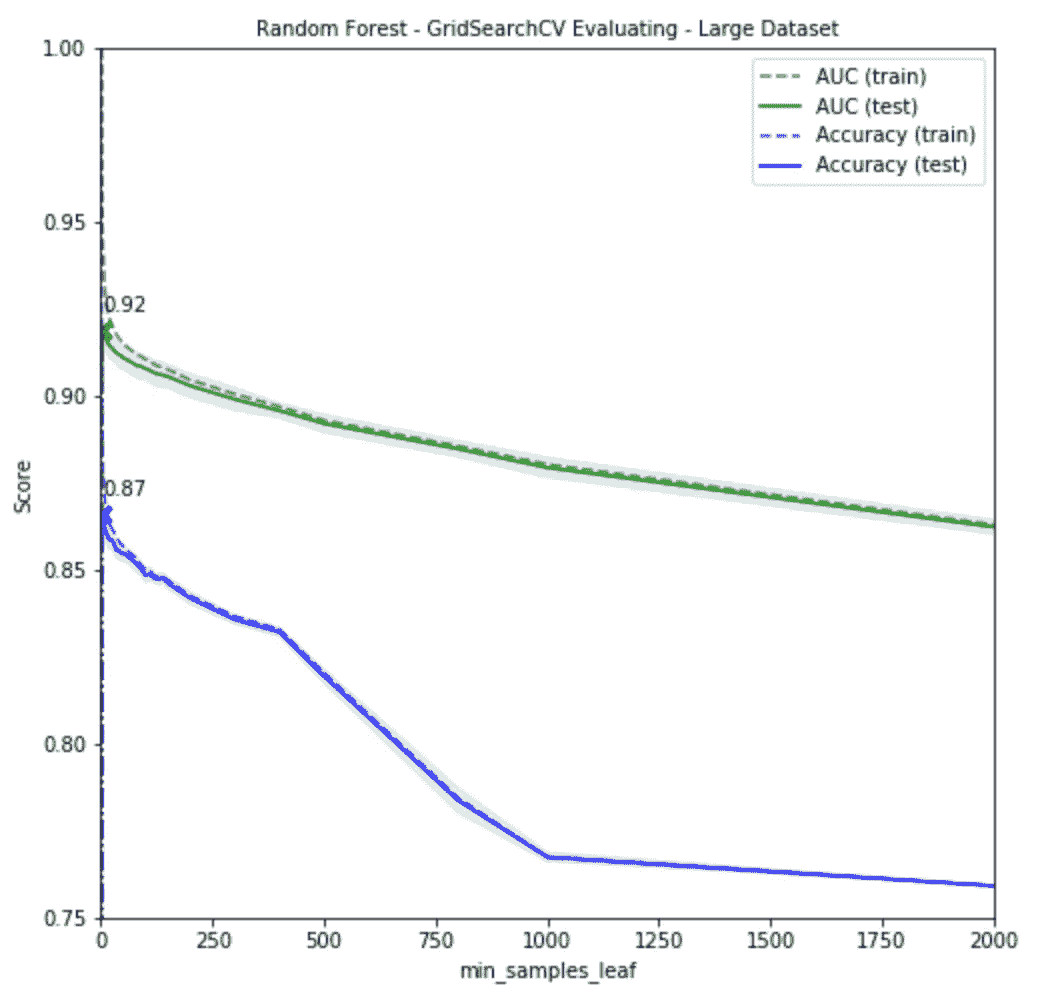 Random Forest - GridSearchCV Evaluating - Large Dataset
1.00
AUC (train)
AUC (test)
Accuracy (train)
Accuracy (test)
0.95
0.92
0.90
0.87
Score
0.85
0.80
0.75
0 250 500 750 1000 1250 1500 1750 2000
min_samples_leaf